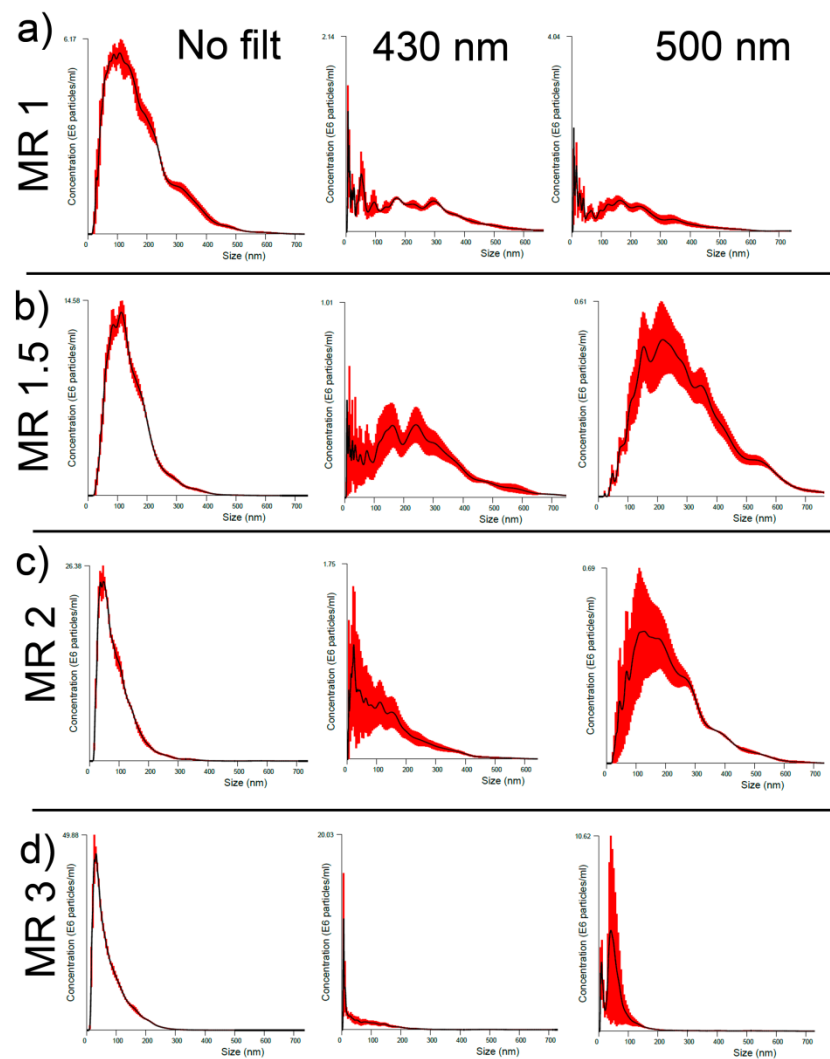 a)
No filt
430 nm
500 nm
MR 1
6.17
Concentration (E6 particles/ml)
0 100 200 300 400 500 600 700
Size (nm)
2.14
Concentration (E6 particles/ml)
0 100 200 300 400 500 600
Size (nm)
4.04
Concentration (E6 particles/ml)
0 100 200 300 400 500 600 700
Size (nm)
b)
MR 1.5
14.58
Concentration (E6 particles/ml)
0 100 200 300 400 500 600 700
Size (nm)
1.01
Concentration (E6 particles/ml)
0 100 200 300 400 500 600 700
Size (nm)
0.61
Concentration (E6 particles/ml)
0 100 200 300 400 500 600 700
Size (nm)
c)
MR 2
26.38
Concentration (E6 particles/ml)
0 100 200 300 400 500 600 700
Size (nm)
1.75
Concentration (E6 particles/ml)
0 100 200 300 400 500 600
Size (nm)
0.69
Concentration (E6 particles/ml)
0 100 200 300 400 500 600 700
Size (nm)
d)
MR 3
49.88
Concentration (E6 particles/ml)
0 100 200 300 400 500 600 700
Size (nm)
20.03
Concentration (E6 particles/ml)
0 100 200 300 400 500 600 700
Size (nm)
10.62
Concentration (E6 particles/ml)
0 100 200 300 400 500 600 700
Size (nm)